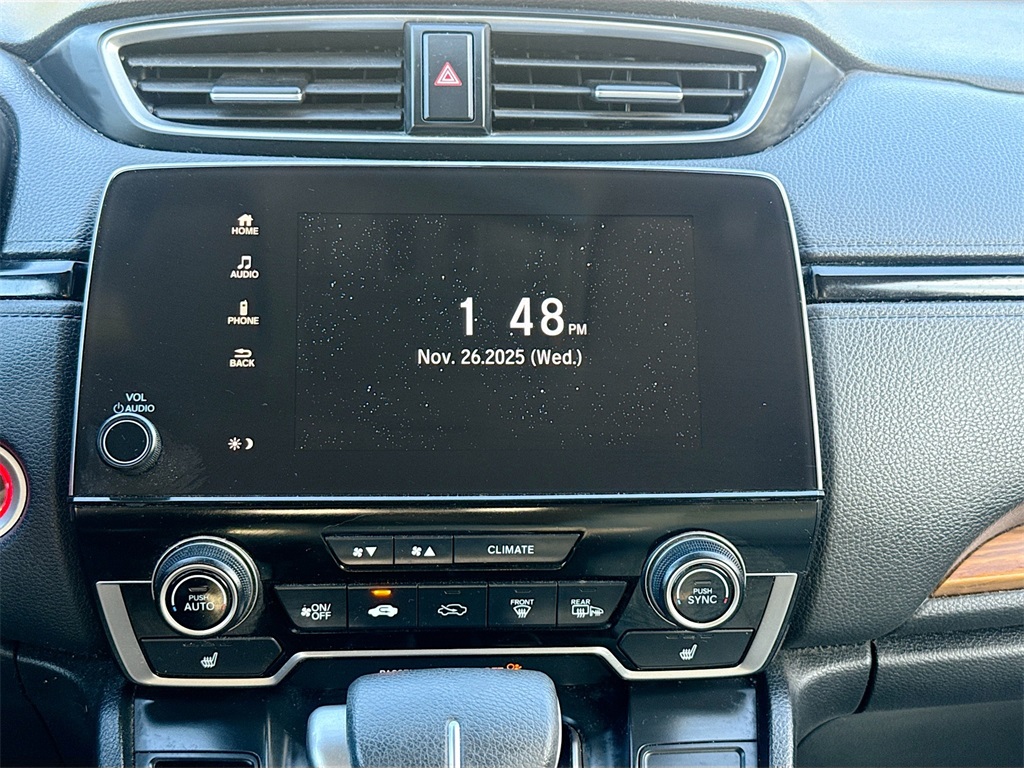 HOME
AUDIO
PHONE
BACK
VOL
AUDIO
1 48 PM
Nov. 26.2025 (Wed.)
CLIMATE
PUSH
AUTO
ON/
OFF
FRONT
REAR
PUSH
SYNC